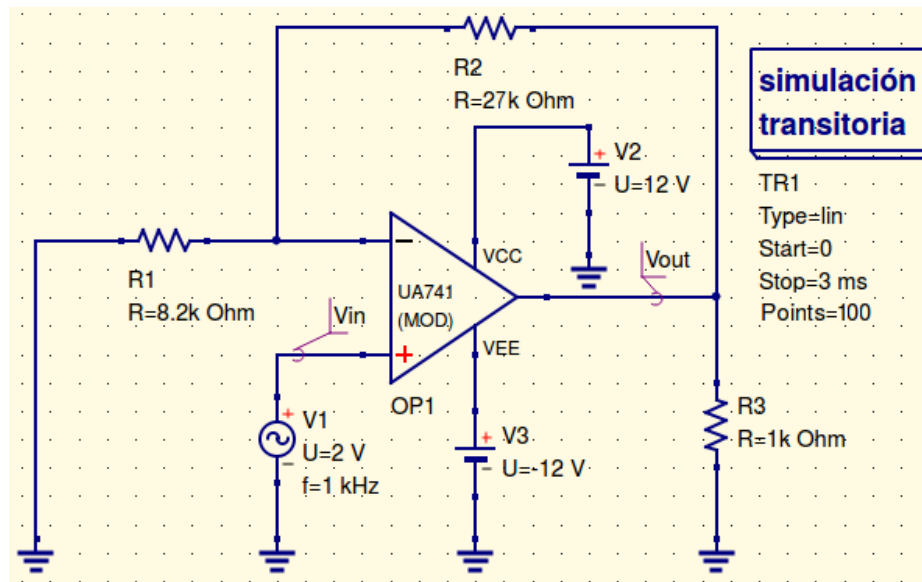 R2
R=27k Ohm
simulación
transitoria
+
V2
U=12 V
−
TR1
Type=lin
Start=0
Stop=3 ms
Points=100
R1
R=8.2k Ohm
−
VCC
UA741
(MOD)
VEE
+
OP1
Vout
Vin
+
V1
U=2 V
f=1 kHz
−
+
V3
U=-12 V
−
R3
R=1k Ohm